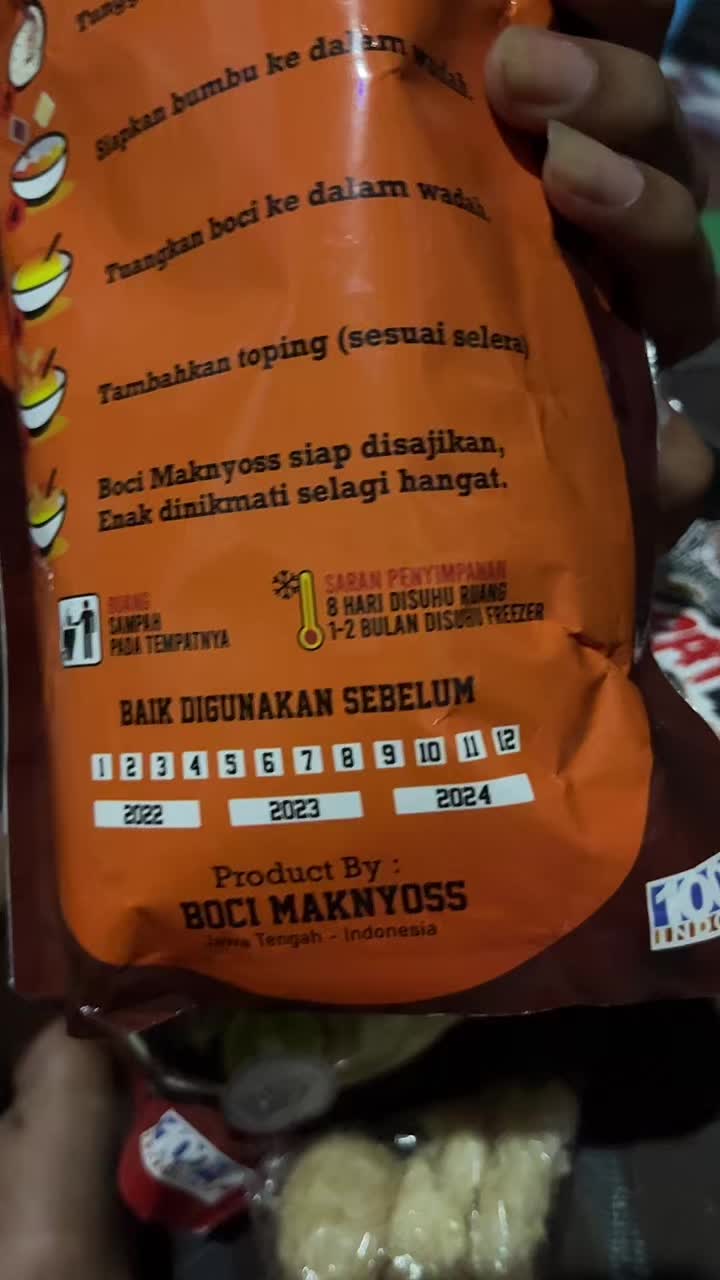 Siapkan bumbu ke dalam wadah.
Tuangkan boci ke dalam wadah.
Tambahkan toping (sesuai selera)
Boci Maknyoss siap disajikan,
Enak dinikmati selagi hangat.
BUANG
SAMPAH
PADA TEMPATNYA
SARAN PENYIMPANAN
8 HARI DISUHU RUANG
1-2 BULAN DISUHU FREEZER
BAIK DIGUNAKAN SEBELUM
1 2 3 4 5 6 7 8 9 10 11 12
2022 2023 2024
Product By :
BOCI MAKNYOSS
Jawa Tengah - Indonesia
100
INDO